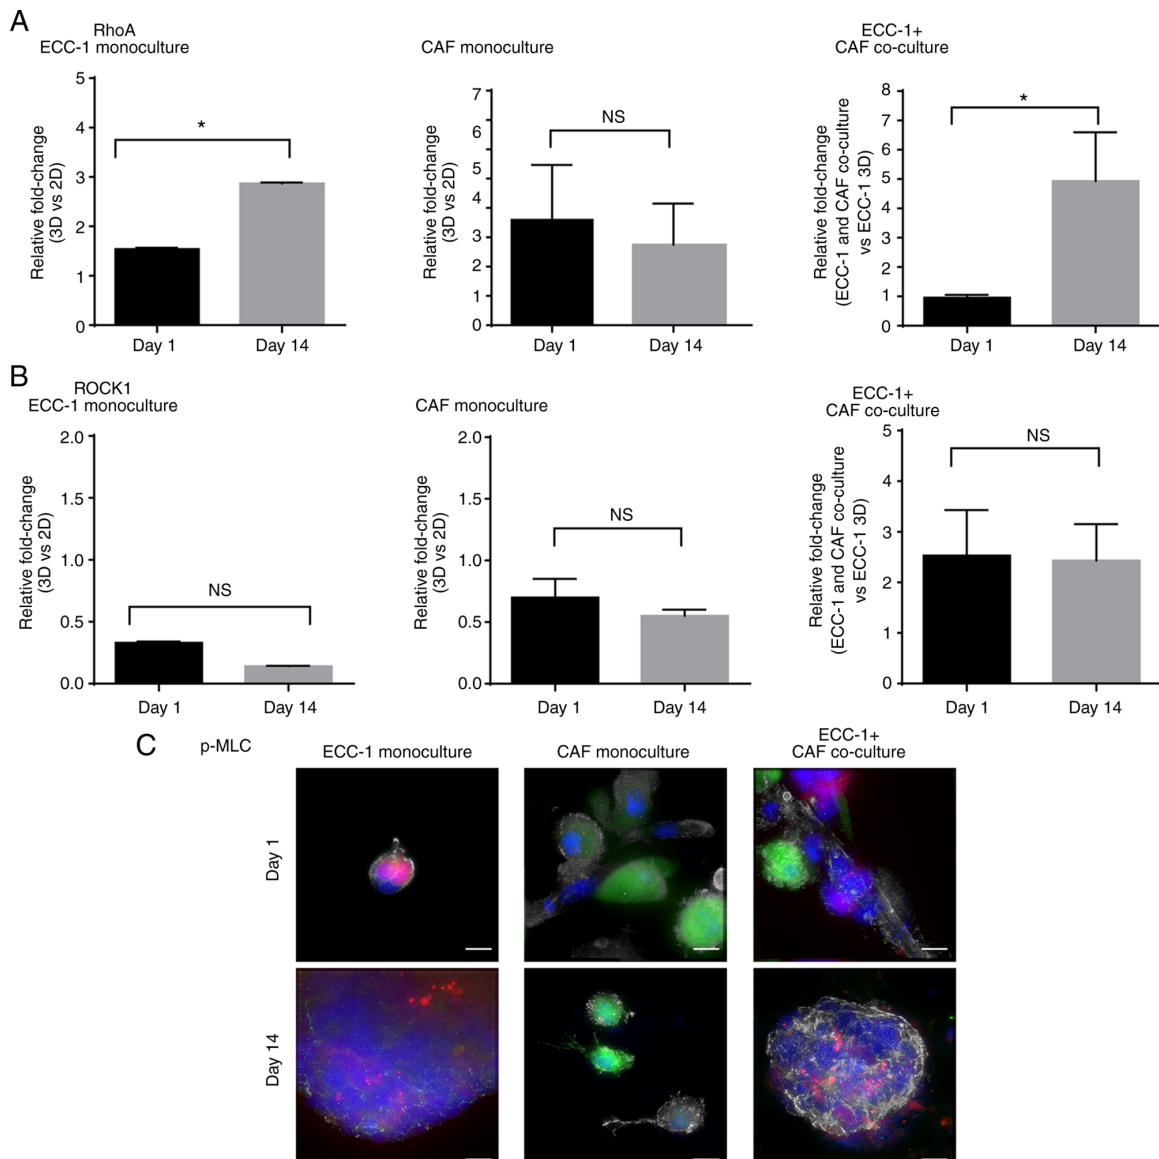 A
RhoA
ECC-1 monoculture
Relative fold-change
(3D vs 2D)
5
4
3
2
1
0
*
Day 1
Day 14
CAF monoculture
Relative fold-change
(3D vs 2D)
7
6
5
4
3
2
1
0
NS
Day 1
Day 14
ECC-1+
CAF co-culture
Relative fold-change
(ECC-1 and CAF co-culture
vs ECC-1 3D)
8
7
6
5
4
3
2
1
0
*
Day 1
Day 14
B
ROCK1
ECC-1 monoculture
Relative fold-change
(3D vs 2D)
2.0
1.5
1.0
0.5
0.0
NS
Day 1
Day 14
CAF monoculture
Relative fold-change
(3D vs 2D)
2.0
1.5
1.0
0.5
0.0
NS
Day 1
Day 14
ECC-1+
CAF co-culture
Relative fold-change
(ECC-1 and CAF co-culture
vs ECC-1 3D)
5
4
3
2
1
0
NS
Day 1
Day 14
C
p-MLC
ECC-1 monoculture
CAF monoculture
ECC-1+
CAF co-culture
Day 1
Day 14